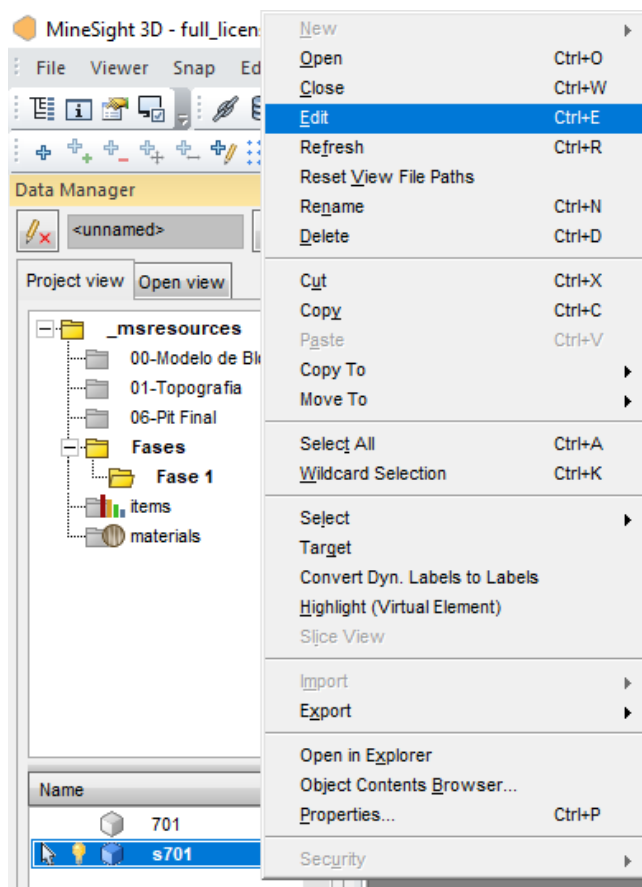 MineSight 3D - full_licen
File Viewer Snap Ed
Data Manager
<unnamed>
Project view Open view
_msresources
00-Modelo de Bl
01-Topografia
06-Pit Final
Fases
Fase 1
items
materials
Name
701
s701
New
Open Ctrl+O
Close Ctrl+W
Edit Ctrl+E
Refresh Ctrl+R
Reset View File Paths
Rename Ctrl+N
Delete Ctrl+D
Cut Ctrl+X
Copy Ctrl+C
Paste Ctrl+V
Copy To
Move To
Select All Ctrl+A
Wildcard Selection Ctrl+K
Select
Target
Convert Dyn. Labels to Labels
Highlight (Virtual Element)
Slice View
Import
Export
Open in Explorer
Object Contents Browser...
Properties... Ctrl+P
Security